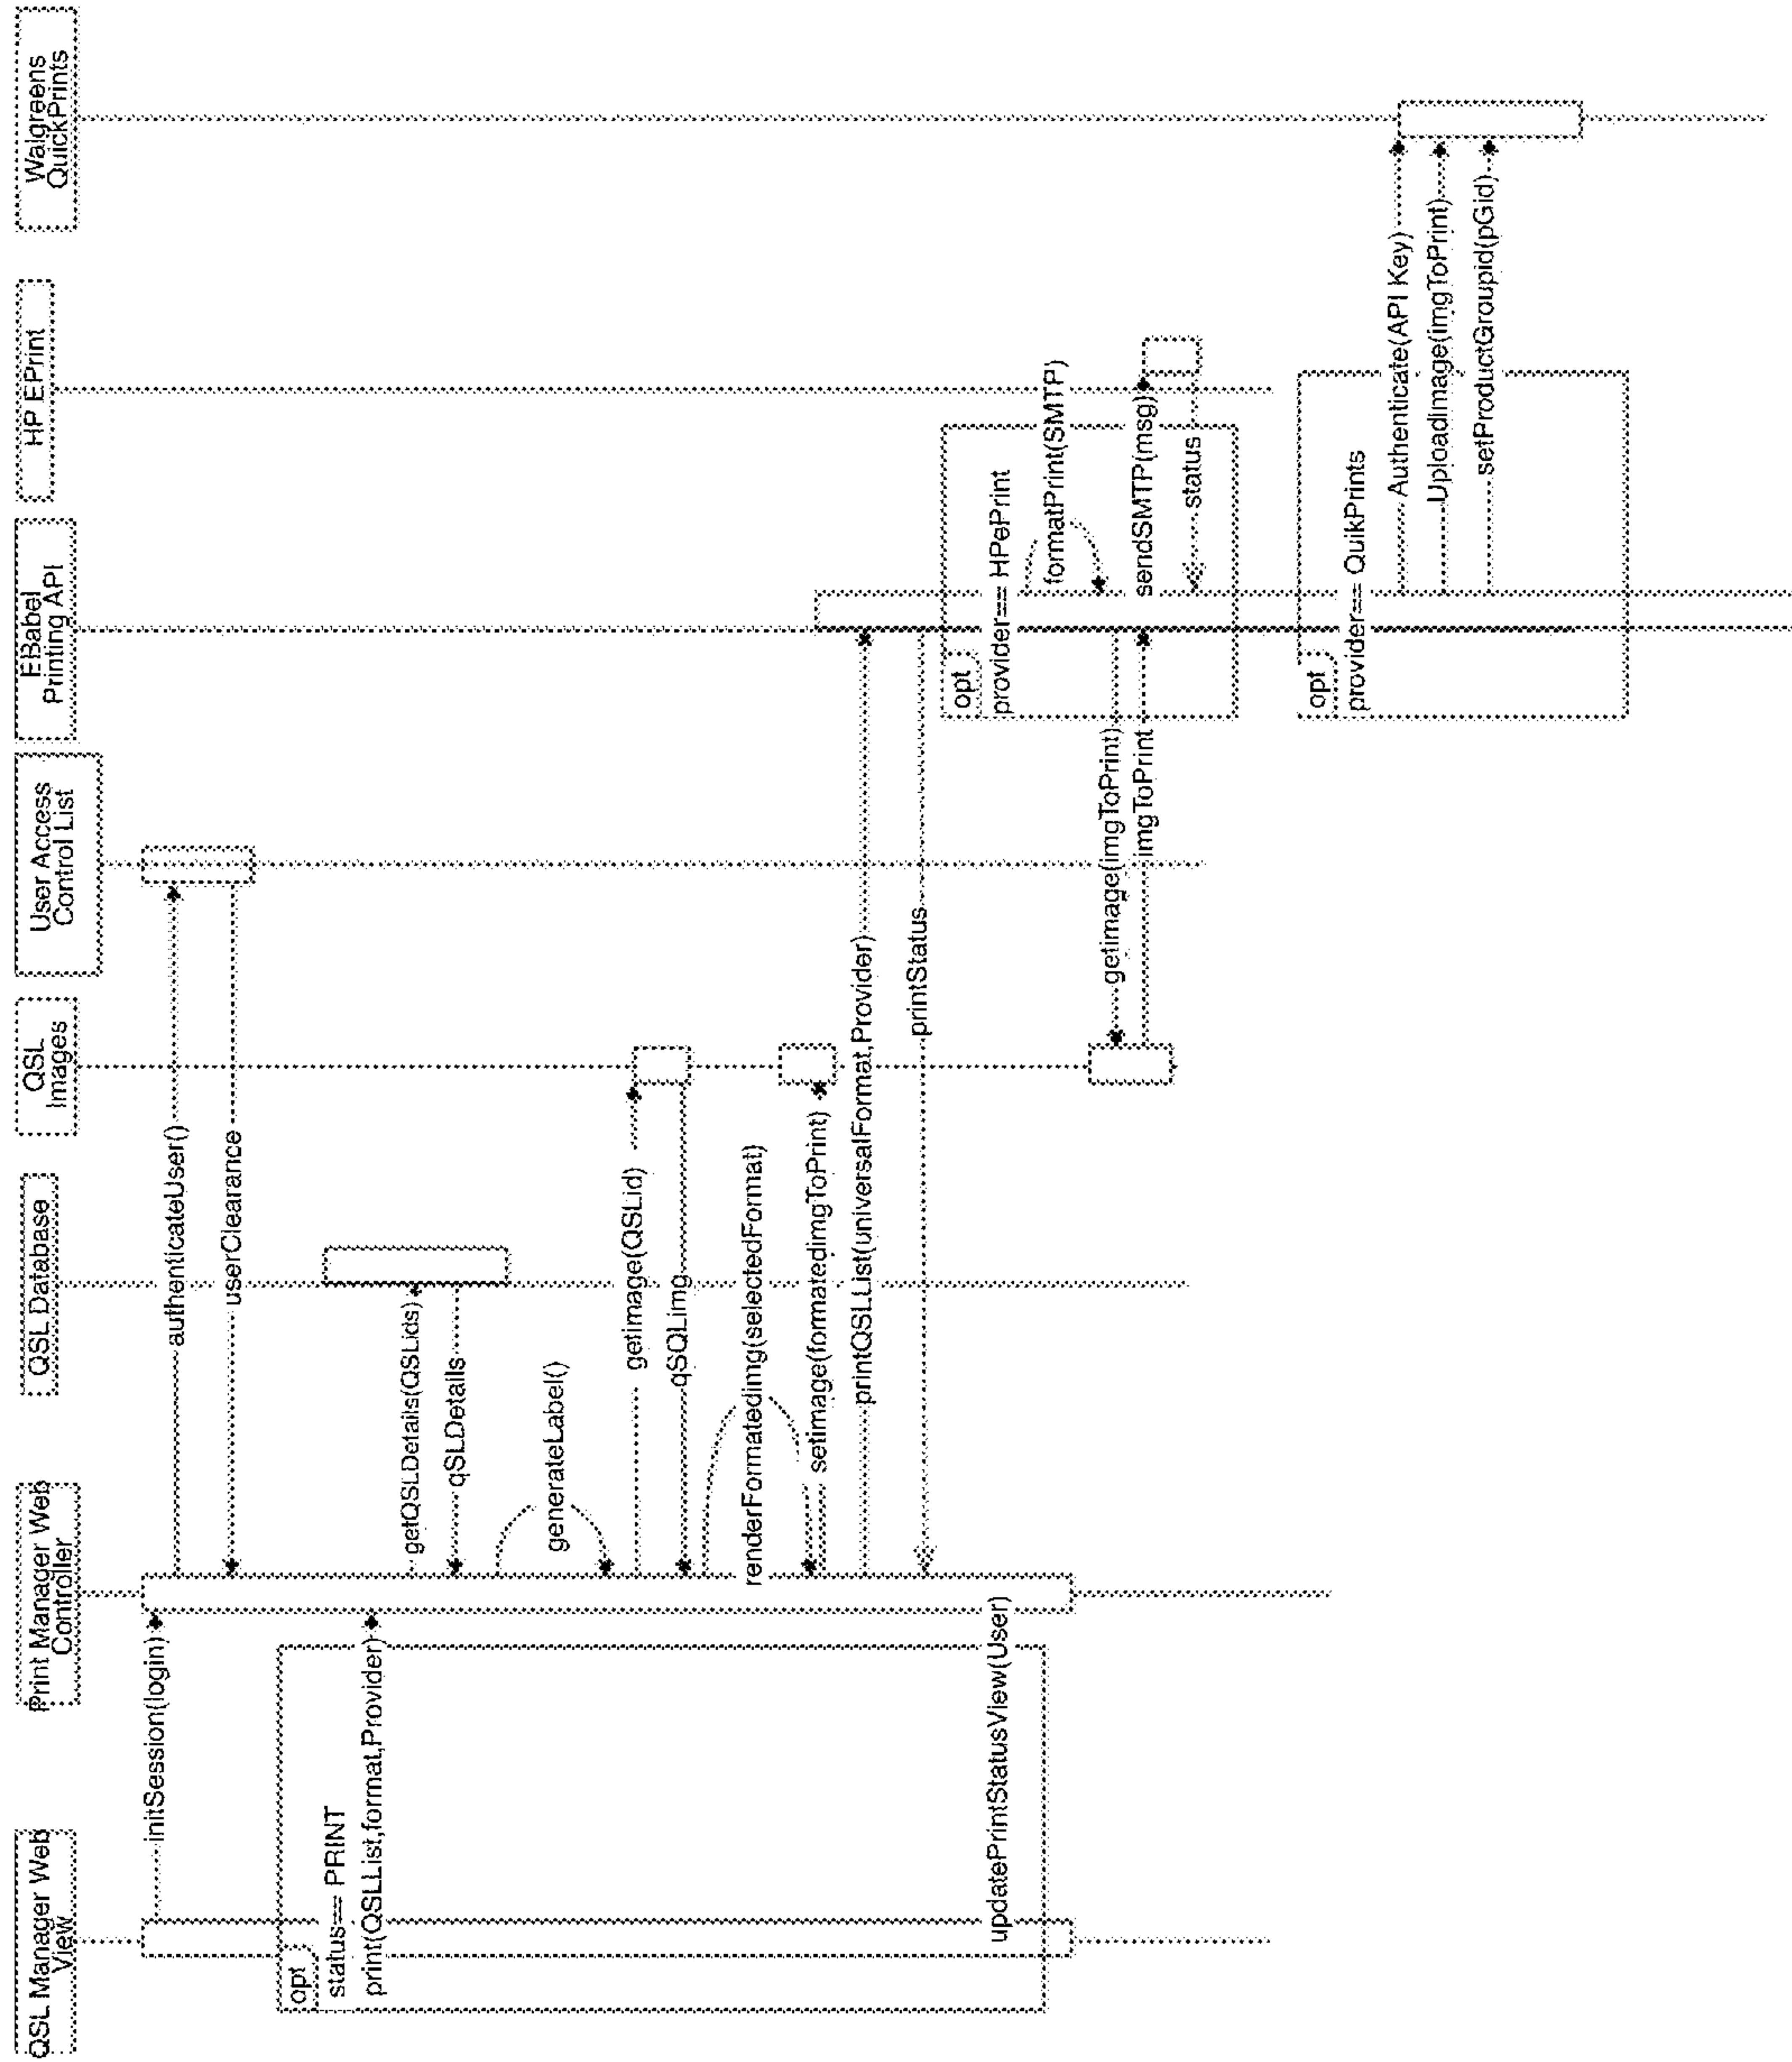 QSL Manager Web
View
Print Manager Web
Controller
QSL Database
QSL
Images
User Access
Control List
EBabel
Printing API
HP EPrint
Walgreens
QuickPrints
initSession(login)
authenticateUser()
userClearance
opt
status== PRINT
print(QSLList,format,Provider)
getQSLDetails(QSLids)
qSLDetails
generateLabel()
getimage(QSLid)
qSQLimg
renderFormatedimg(selectedFormat)
setimage(formatedimgToPrint)
printQSLList(universalFormat,Provider)
printStatus
updatePrintStatusView(User)
opt
provider== HPePrint
formatPrint(SMTP)
getimage(imgToPrint)
imgToPrint
sendSMTP(msg)
status
opt
provider== QuikPrints
Authenticate(API Key)
Uploadimage(imgToPrint)
setProductGroupid(pGid)